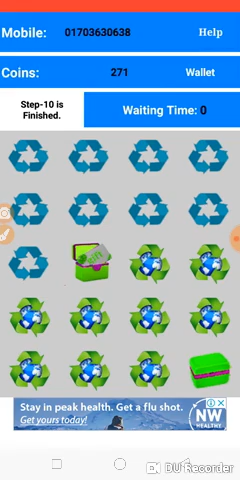 Mobile: 01703630638 Help
Coins: 271 Wallet
Step-10 is
Finished.
Waiting Time: 0
Stay in peak health. Get a flu shot.
Get yours today!
NW
HEALTHY
DU Recorder